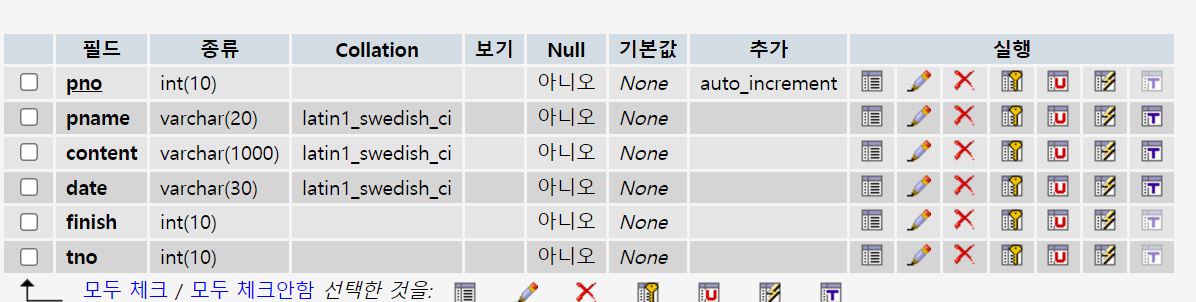 필드 종류 Collation 보기 Null 기본값 추가 실행
pno int(10) 아니오 None auto_increment
pname varchar(20) latin1_swedish_ci 아니오 None
content varchar(1000) latin1_swedish_ci 아니오 None
date varchar(30) latin1_swedish_ci 아니오 None
finish int(10) 아니오 None
tno int(10) 아니오 None
모두 체크 / 모두 체크안함 선택한 것을: